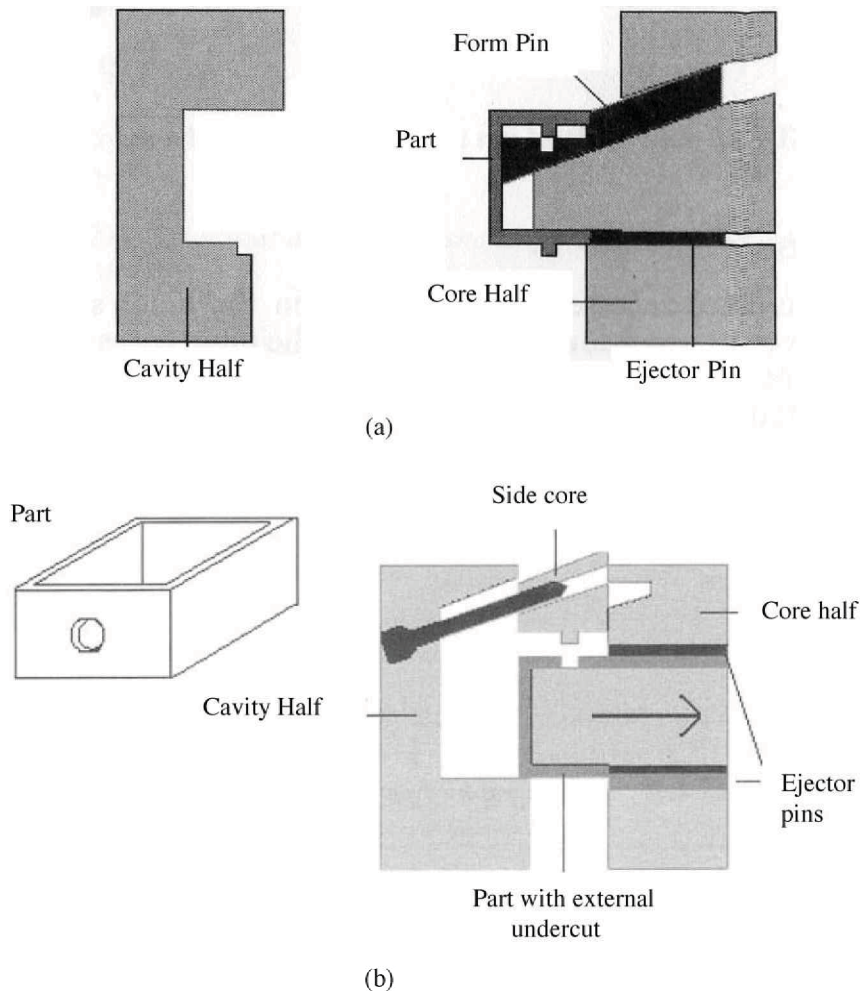 Form Pin
Part
Core Half
Cavity Half
Ejector Pin
(a)
Part
Side core
Core half
Cavity Half
Ejector
pins
Part with external
undercut
(b)